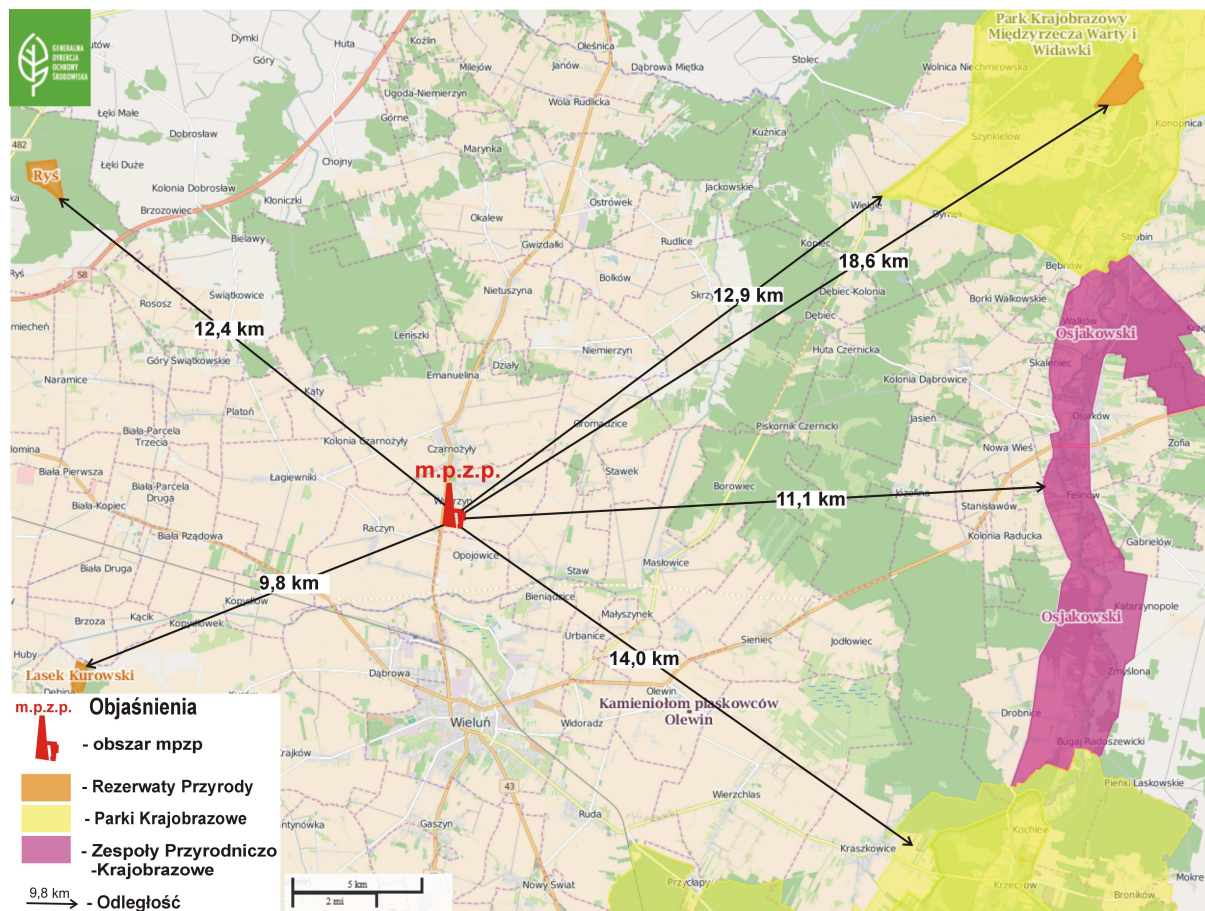 GENERALNA
DYREKCJA
OCHRONY
ŚRODOWISKA
Dymki
Góry
Huta
Koźlin
Milejów
Oleśnica
Janów
Dąbrowa Miętka
Stolec
Park Krajobrazowy
Międzyrzecza Warty i
Widawki
Wolnica Niechmirowska
Ugoda-Niemierzyn
Górne
Wola Rudlicka
Łęki Małe
Dobrosław
Kuźnica
Szynkielów
Konopnica
482
Łęki Duże
Chojny
Marynka
Ryś
Kolonia Dobrosław
Kłoniczki
Jackowskie
Brzozowiec
Okalew
Ostrówek
Wielgie
Dymek
Bielawy
Gwizdałki
Rudlice
Kopiec
Strobin
18,6 km
Ryś
S8
Bolków
Bębnów
Nietuszyna
Skrzy
12,9 km
Dębiec-Kolonia
Borki Walkowskie
Rososz
Świątkowice
Dębiec
Walków
12,4 km
Leniszki
Osjakowski
Niemierzyn
Huta Czernicka
Góry Świątkowskie
Działy
Skaleniec
Naramice
Emanuelina
Kolonia Dąbrowice
Kąty
Platoń
Gromadzice
Jasień
Osjaków
Biała-Parcela
Trzecia
Kolonia Czarnożyły
Piskornik Czernicki
Czarnożyły
Nowa Wieś
Zofia
Biała Pierwsza
m.p.z.p.
Stawek
Łagiewniki
Biała-Parcela
Druga
Borowiec
Józefina
Felinów
Biała-Kopiec
11,1 km
Stanisławów
Raczyn
Biała Rządowa
Kolonia Raducka
Gabrielów
Opojowice
Masłowice
Biała Druga
Staw
9,8 km
Kopydłów
Bieniądzice
Katarzynopole
Brzoza
Kącik
Kopydłówek
Małyszynek
Osjakowski
Urbanice
Sieniec
Jodłowiec
Huby
14,0 km
Lasek Kurowski
Dąbrowa
Zmyślona
Dębina
Olewin
Kamieniołom piaskowców
Olewin
Wieluń
Widoradz
Drobnice
Bugaj Radoszewicki
Pieńki Laskowskie
43
Wierzchlas
Ruda
Gaszyn
Kochlew
Kraszkowice
Nowy Świat
Przycłapy
Broników
Mokre
m.p.z.p. Objaśnienia
- obszar mpzp
- Rezerwaty Przyrody
- Parki Krajobrazowe
- Zespoły Przyrodniczo
-Krajobrazowe
9,8 km
- Odległość
5 km
2 mi